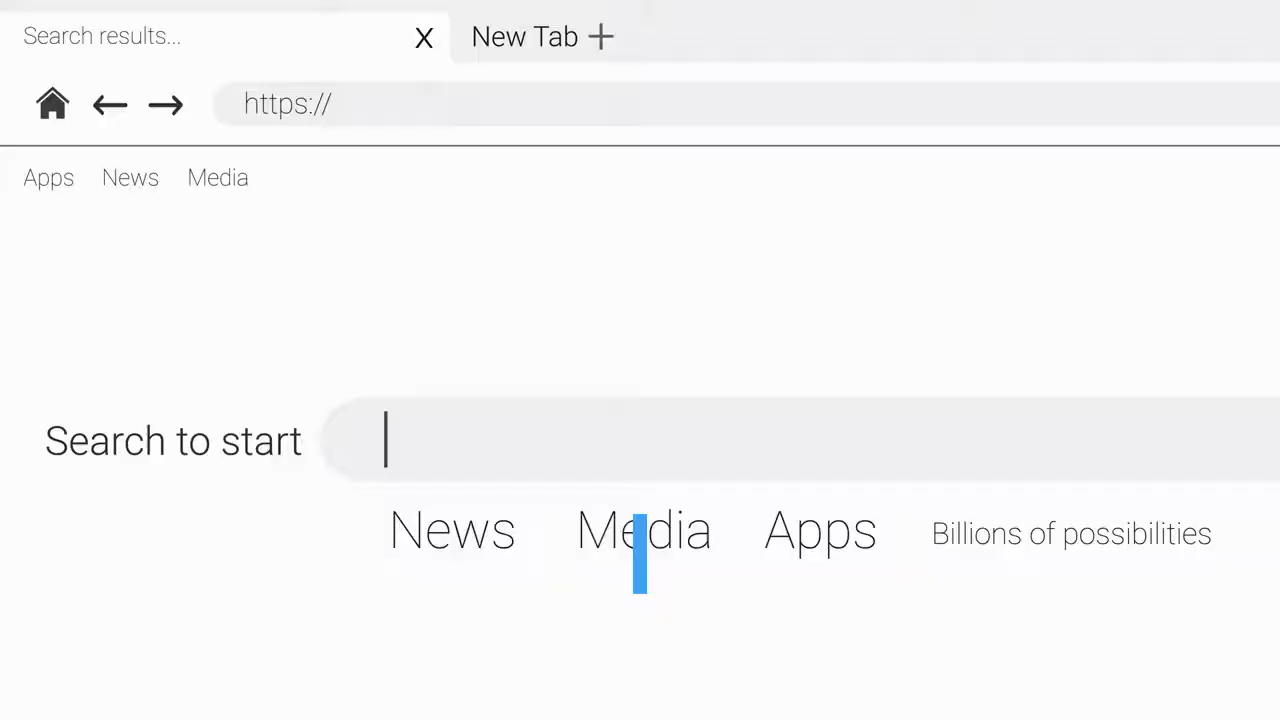 Search results... X New Tab +
https://
Apps News Media
Search to start
News Media Apps Billions of possibilities